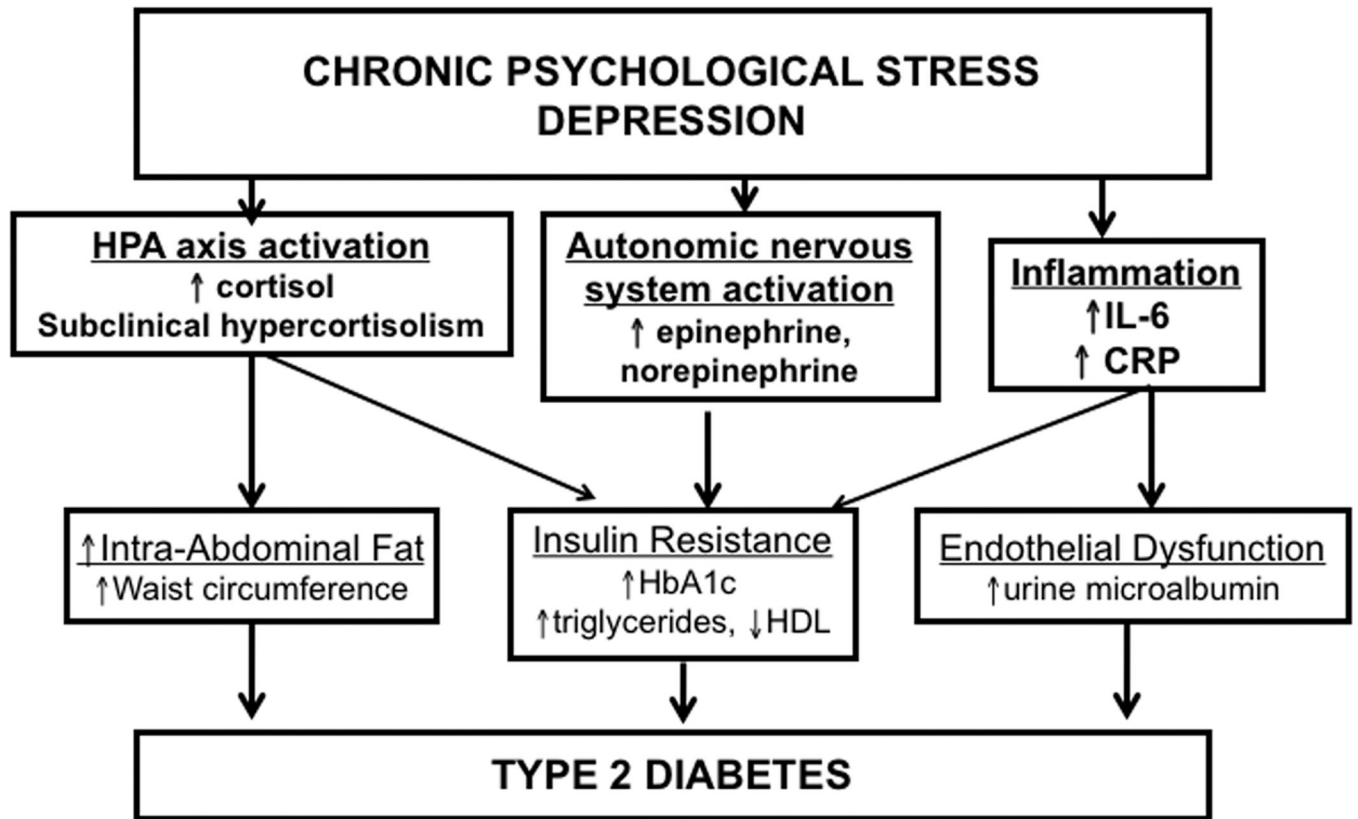 CHRONIC PSYCHOLOGICAL STRESS
DEPRESSION
HPA axis activation
↑ cortisol
Subclinical hypercortisolism
Autonomic nervous
system activation
↑ epinephrine,
norepinephrine
Inflammation
↑IL-6
↑ CRP
↑Intra-Abdominal Fat
↑Waist circumference
Insulin Resistance
↑HbA1c
↑triglycerides, ↓HDL
Endothelial Dysfunction
↑urine microalbumin
TYPE 2 DIABETES